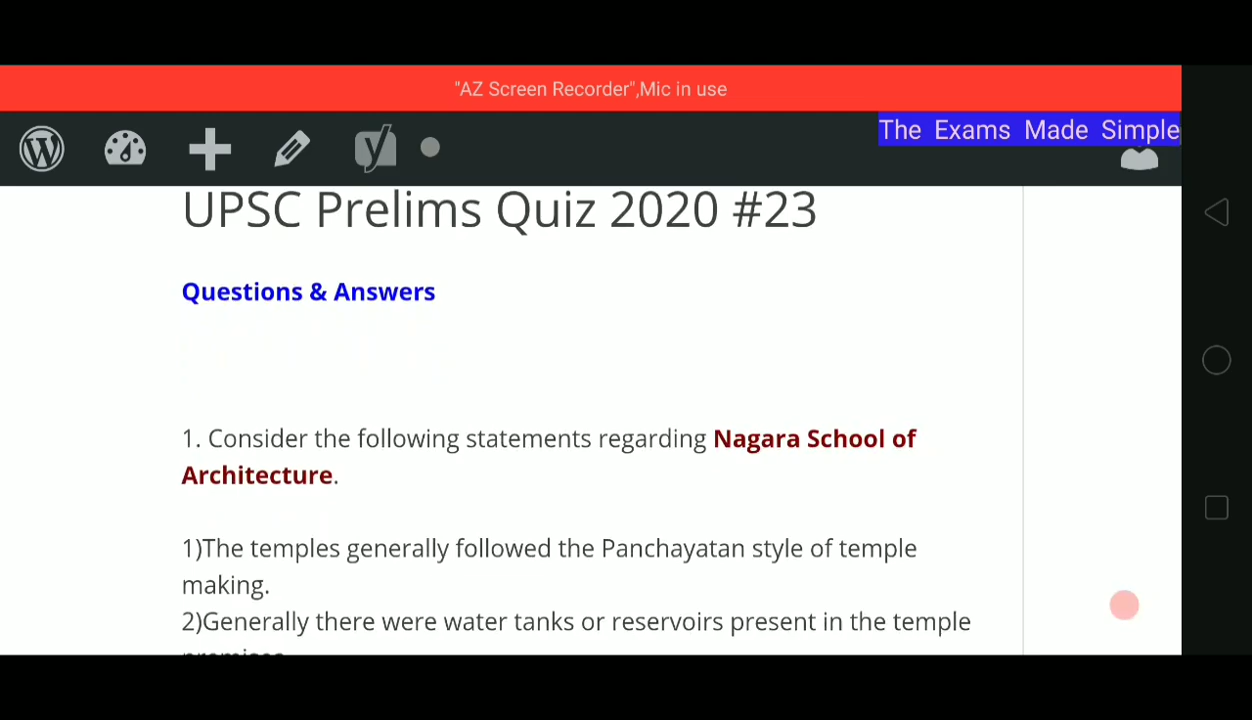 "AZ Screen Recorder",Mic in use
The Exams Made Simple
UPSC Prelims Quiz 2020 #23
Questions & Answers
1. Consider the following statements regarding Nagara School of
Architecture.
1)The temples generally followed the Panchayatan style of temple
making.
2)Generally there were water tanks or reservoirs present in the temple